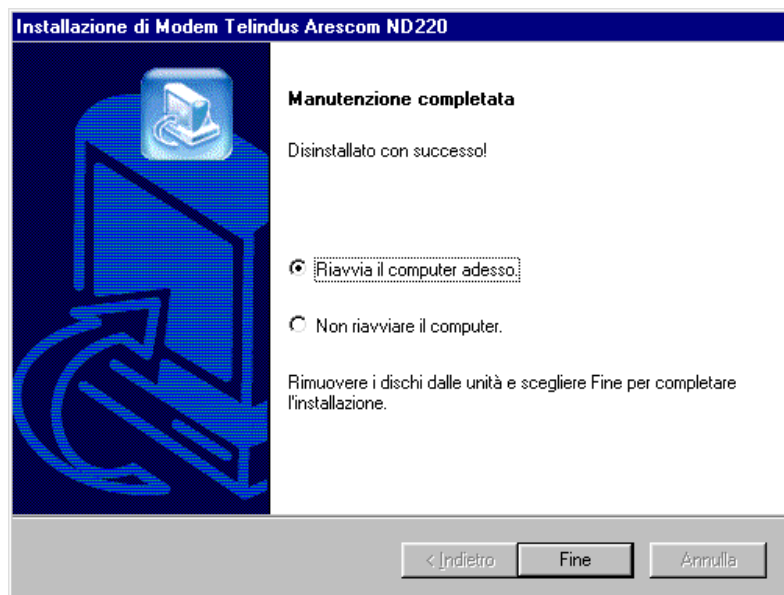 Installazione di Modem Telindus Arescom ND220
Manutenzione completata
Disinstallato con successo!
Riavvia il computer adesso.
Non riavviare il computer.
Rimuovere i dischi dalle unità e scegliere Fine per completare
l'installazione.
< Indietro
Fine
Annulla